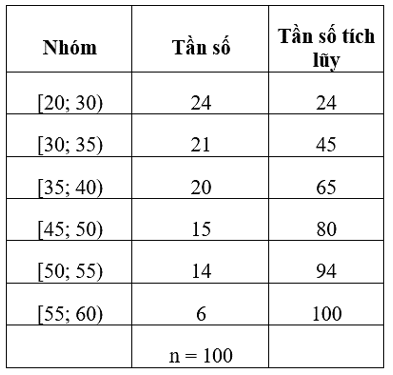 Nhóm Tần số Tần số tích lũy
[20; 30) 24 24
[30; 35) 21 45
[35; 40) 20 65
[45; 50) 15 80
[50; 55) 14 94
[55; 60) 6 100
n = 100